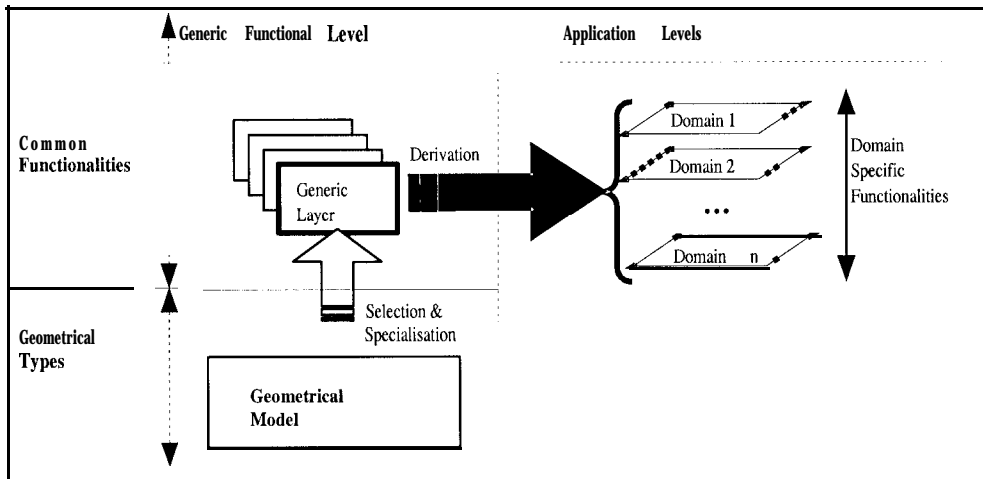 Generic Functional Level
Application Levels
Common
Functionalities
Derivation
Generic
Layer
Domain 1
Domain 2
...
Domain n
Domain
Specific
Functionalities
Selection &
Specialisation
Geometrical
Types
Geometrical
Model